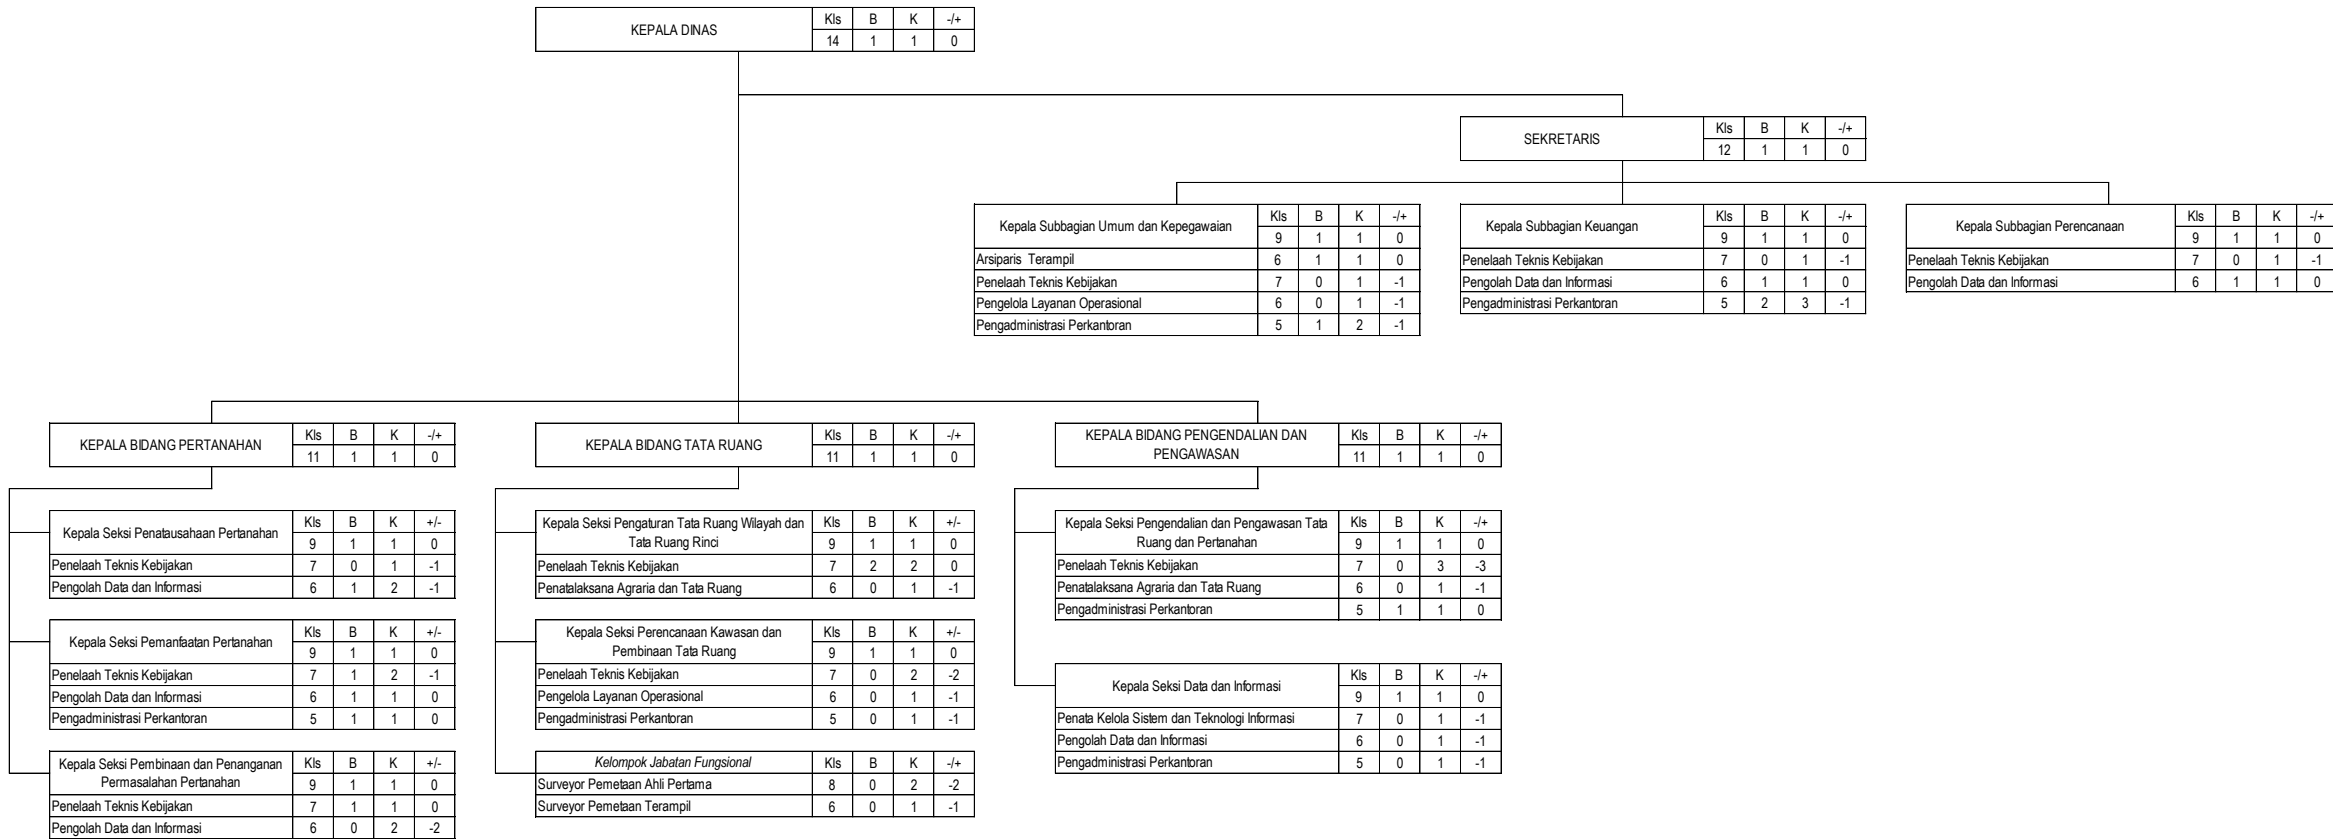 KEPALA DINAS Kls B K -/+
14 1 1 0
SEKRETARIS Kls B K -/+
12 1 1 0
Kepala Subbagian Umum dan Kepegawaian Kls B K -/+
9 1 1 0
Arsiparis Terampil 6 1 1 0
Penelaah Teknis Kebijakan 7 0 1 -1
Pengelola Layanan Operasional 6 0 1 -1
Pengadministrasi Perkantoran 5 1 2 -1
Kepala Subbagian Keuangan Kls B K -/+
9 1 1 0
Penelaah Teknis Kebijakan 7 0 1 -1
Pengolah Data dan Informasi 6 1 1 0
Pengadministrasi Perkantoran 5 2 3 -1
Kepala Subbagian Perencanaan Kls B K -/+
9 1 1 0
Penelaah Teknis Kebijakan 7 0 1 -1
Pengolah Data dan Informasi 6 1 1 0
KEPALA BIDANG PERTANAHAN Kls B K -/+
11 1 1 0
Kepala Seksi Penatausahaan Pertanahan Kls B K +/-
9 1 1 0
Penelaah Teknis Kebijakan 7 0 1 -1
Pengolah Data dan Informasi 6 1 2 -1
Kepala Seksi Pemanfaatan Pertanahan Kls B K +/-
9 1 1 0
Penelaah Teknis Kebijakan 7 1 2 -1
Pengolah Data dan Informasi 6 1 1 0
Pengadministrasi Perkantoran 5 1 1 0
Kepala Seksi Pembinaan dan Penanganan Kls B K +/-
Permasalahan Pertanahan 9 1 1 0
Penelaah Teknis Kebijakan 7 1 1 0
Pengolah Data dan Informasi 6 0 2 -2
KEPALA BIDANG TATA RUANG Kls B K -/+
11 1 1 0
Kepala Seksi Pengaturan Tata Ruang Wilayah dan Kls B K +/-
Tata Ruang Rinci 9 1 1 0
Penelaah Teknis Kebijakan 7 2 2 0
Penatalaksana Agraria dan Tata Ruang 6 0 1 -1
Kepala Seksi Perencanaan Kawasan dan Kls B K +/-
Pembinaan Tata Ruang 9 1 1 0
Penelaah Teknis Kebijakan 7 0 2 -2
Pengelola Layanan Operasional 6 0 1 -1
Pengadministrasi Perkantoran 5 0 1 -1
Kelompok Jabatan Fungsional Kls B K -/+
Surveyor Pemetaan Ahli Pertama 8 0 2 -2
Surveyor Pemetaan Terampil 6 0 1 -1
KEPALA BIDANG PENGENDALIAN DAN Kls B K -/+
PENGAWASAN 11 1 1 0
Kepala Seksi Pengendalian dan Pengawasan Tata Kls B K -/+
Ruang dan Pertanahan 9 1 1 0
Penelaah Teknis Kebijakan 7 0 3 -3
Penatalaksana Agraria dan Tata Ruang 6 0 1 -1
Pengadministrasi Perkantoran 5 1 1 0
Kepala Seksi Data dan Informasi Kls B K -/+
9 1 1 0
Penata Kelola Sistem dan Teknologi Informasi 7 0 1 -1
Pengolah Data dan Informasi 6 0 1 -1
Pengadministrasi Perkantoran 5 0 1 -1